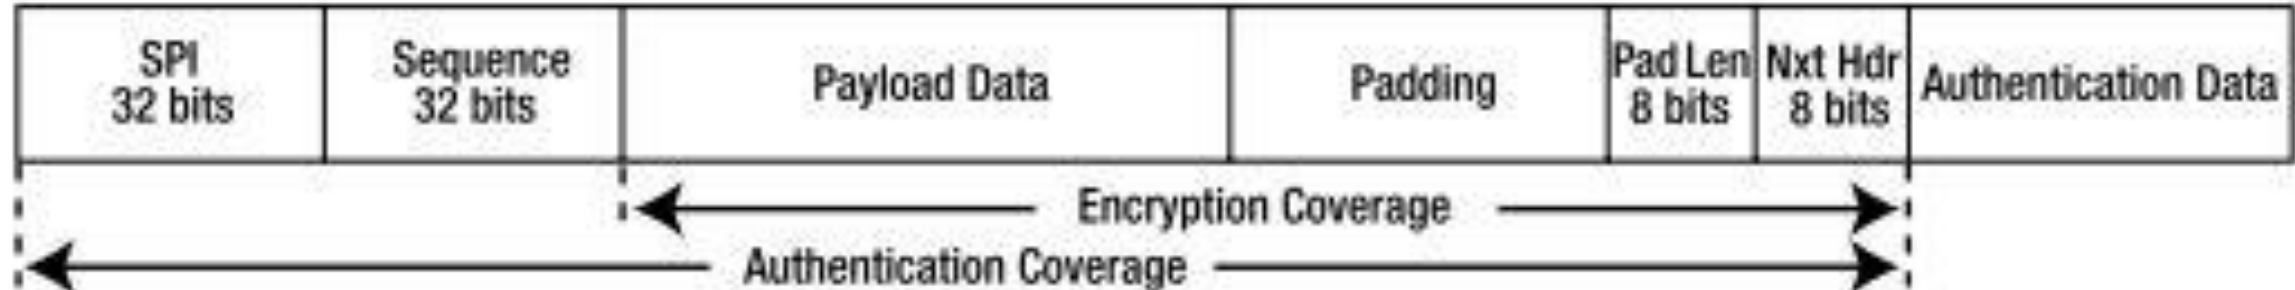 SPI
32 bits
Sequence
32 bits
Payload Data
Padding
Pad Len
8 bits
Nxt Hdr
8 bits
Authentication Data
Encryption Coverage
Authentication Coverage